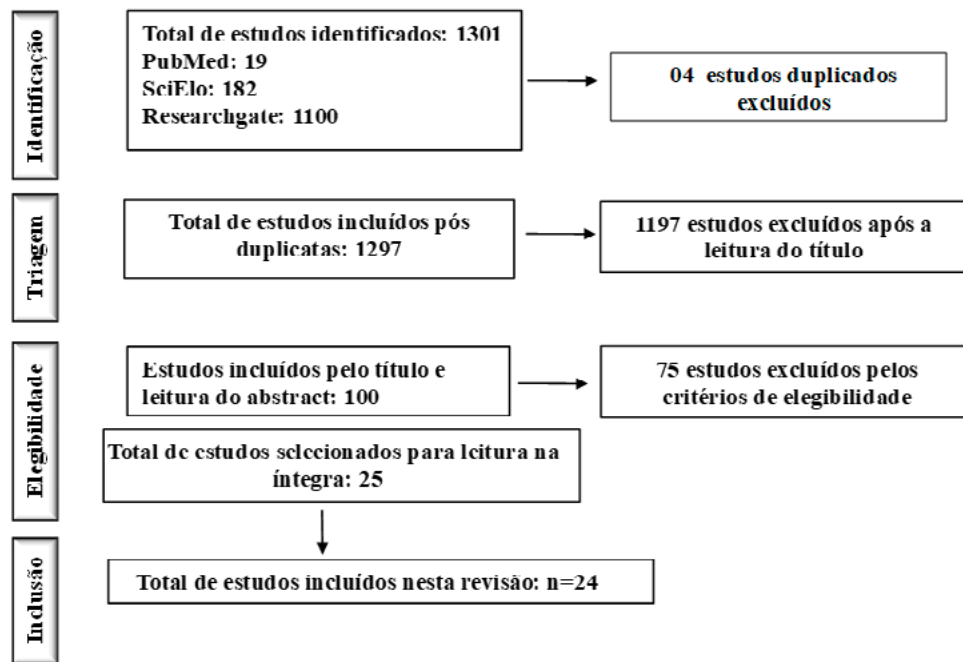 Identificação
Total de estudos identificados: 1301
PubMed: 19
SciElo: 182
Researchgate: 1100
04 estudos duplicados
excluídos
Triagem
Total de estudos incluídos pós
duplicatas: 1297
1197 estudos excluídos após a
leitura do título
Elegibilidade
Estudos incluídos pelo título e
leitura do abstract: 100
75 estudos excluídos pelos
critérios de elegibilidade
Total de estudos selecionados para leitura na
íntegra: 25
Inclusão
Total de estudos incluídos nesta revisão: n=24